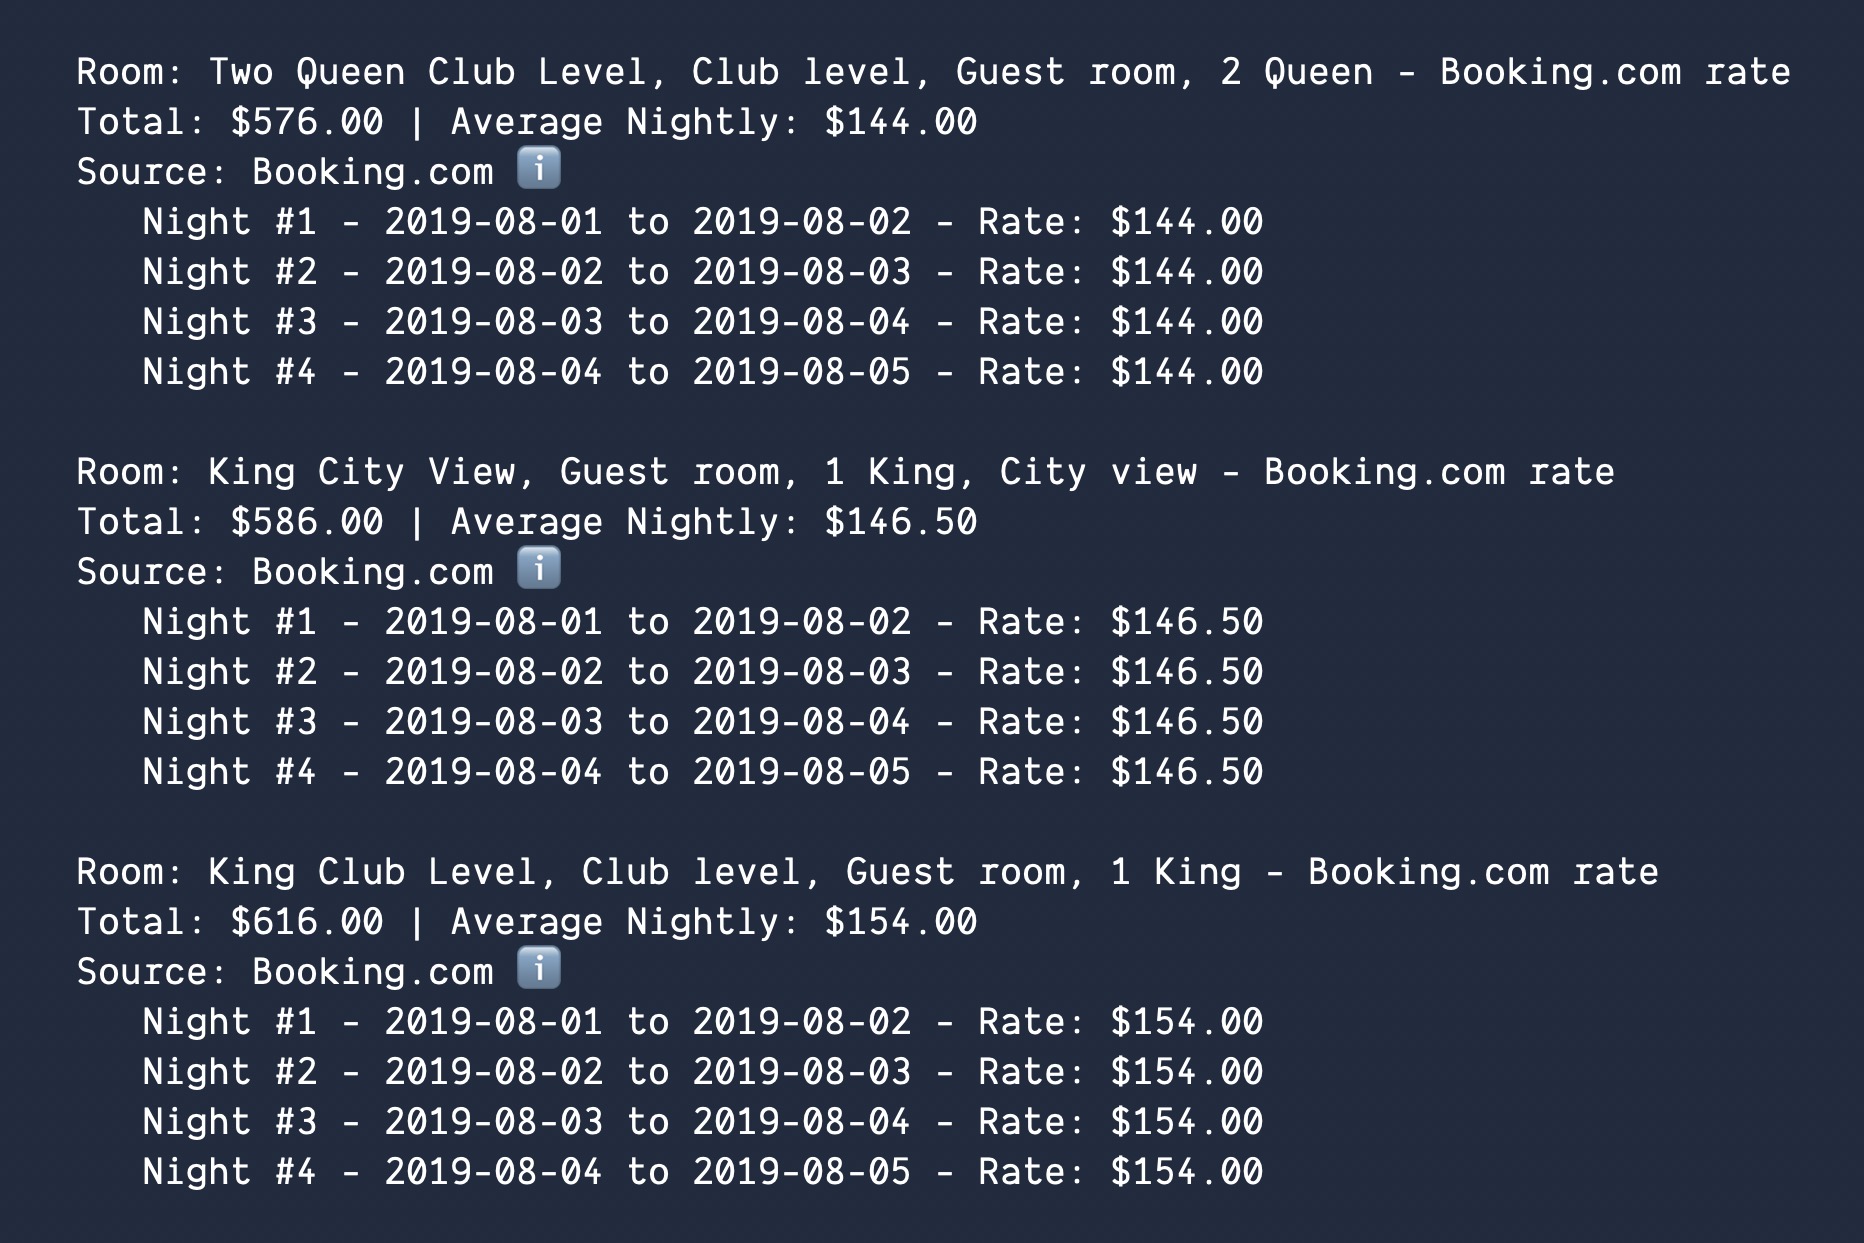 Room: Two Queen Club Level, Club level, Guest room, 2 Queen - Booking.com rate
Total: $576.00 | Average Nightly: $144.00
Source: Booking.com ℹ️
Night #1 - 2019-08-01 to 2019-08-02 - Rate: $144.00
Night #2 - 2019-08-02 to 2019-08-03 - Rate: $144.00
Night #3 - 2019-08-03 to 2019-08-04 - Rate: $144.00
Night #4 - 2019-08-04 to 2019-08-05 - Rate: $144.00

Room: King City View, Guest room, 1 King, City view - Booking.com rate
Total: $586.00 | Average Nightly: $146.50
Source: Booking.com ℹ️
Night #1 - 2019-08-01 to 2019-08-02 - Rate: $146.50
Night #2 - 2019-08-02 to 2019-08-03 - Rate: $146.50
Night #3 - 2019-08-03 to 2019-08-04 - Rate: $146.50
Night #4 - 2019-08-04 to 2019-08-05 - Rate: $146.50

Room: King Club Level, Club level, Guest room, 1 King - Booking.com rate
Total: $616.00 | Average Nightly: $154.00
Source: Booking.com ℹ️
Night #1 - 2019-08-01 to 2019-08-02 - Rate: $154.00
Night #2 - 2019-08-02 to 2019-08-03 - Rate: $154.00
Night #3 - 2019-08-03 to 2019-08-04 - Rate: $154.00
Night #4 - 2019-08-04 to 2019-08-05 - Rate: $154.00